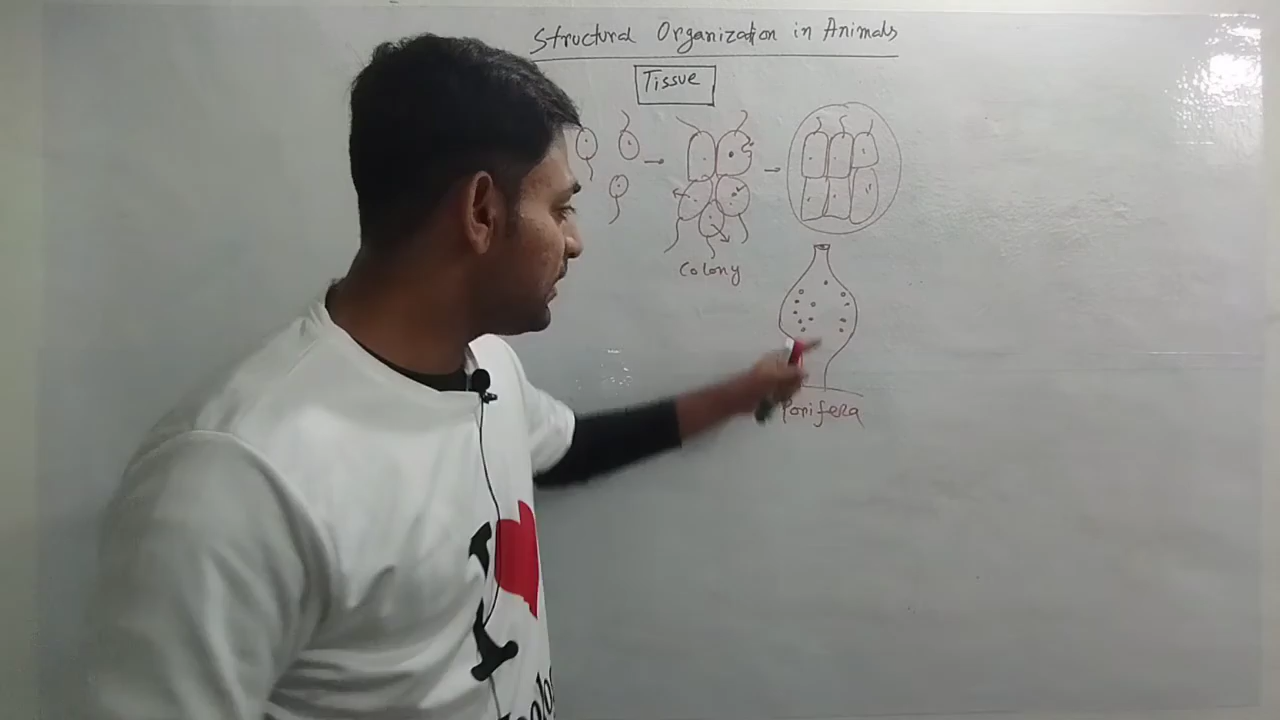 Structural Organization in Animals
Tissue
Colony
Porifera
I